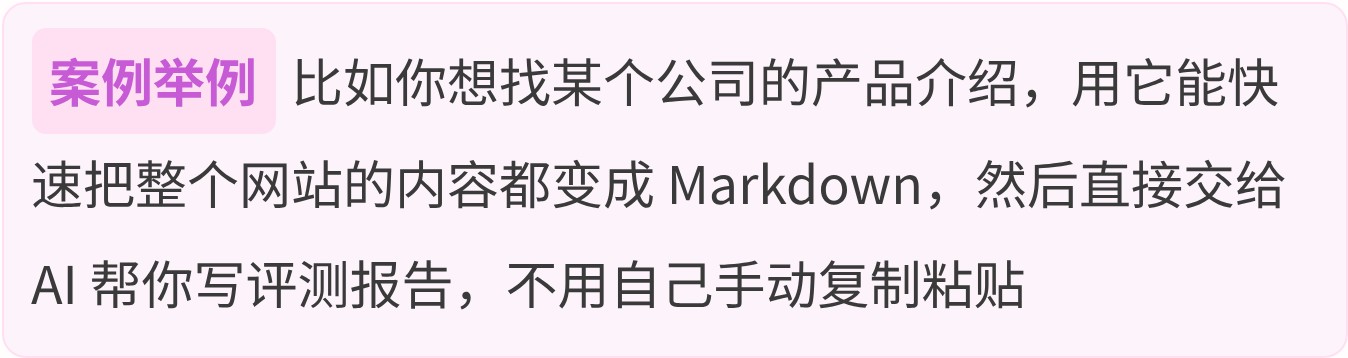 案例举例 比如你想找某个公司的产品介绍，用它能快
速把整个网站的内容都变成 Markdown，然后直接交给
AI 帮你写评测报告，不用自己手动复制粘贴